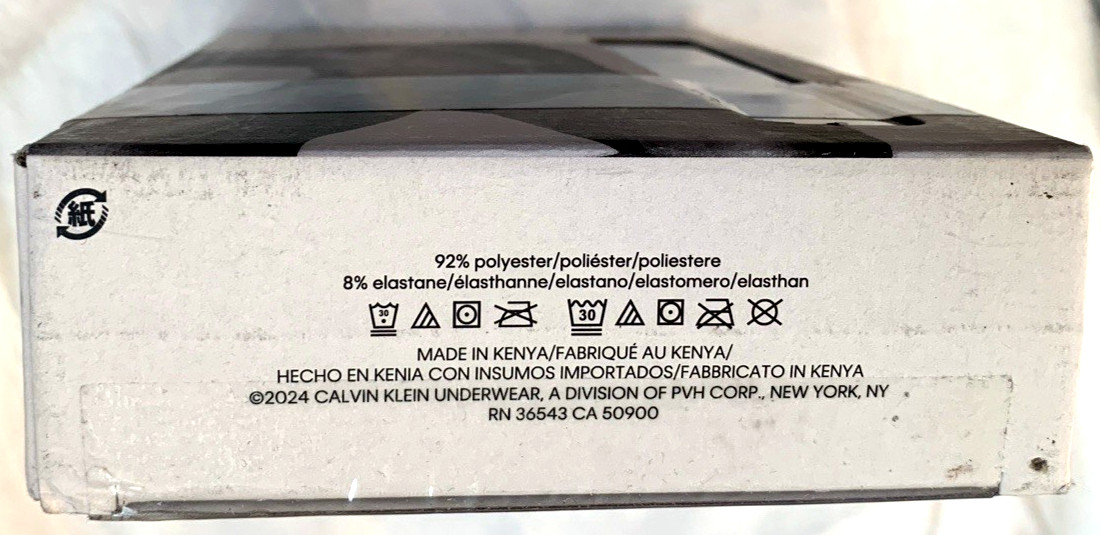 紙
92% polyester/poliéster/poliestere
8% elastane/élasthanne/elastano/elastomero/elasthan
30 30
MADE IN KENYA/FABRIQUÉ AU KENYA/
HECHO EN KENIA CON INSUMOS IMPORTADOS/FABBRICATO IN KENYA
©2024 CALVIN KLEIN UNDERWEAR, A DIVISION OF PVH CORP., NEW YORK, NY
RN 36543 CA 50900